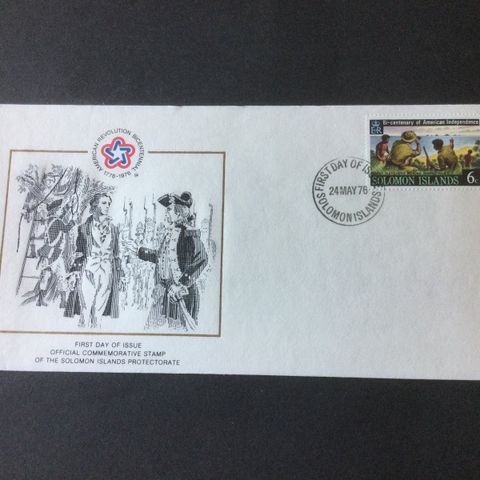 AMERICAN REVOLUTION BICENTENNIAL
1776-1976
FIRST DAY OF ISSUE
OFFICIAL COMMEMORATIVE STAMP
OF THE SOLOMON ISLANDS PROTECTORATE
FIRST DAY OF
24 MAY 76
SOLOMON ISLANDS
Bi-centenary of American Independence
SOLOMON ISLANDS 6c